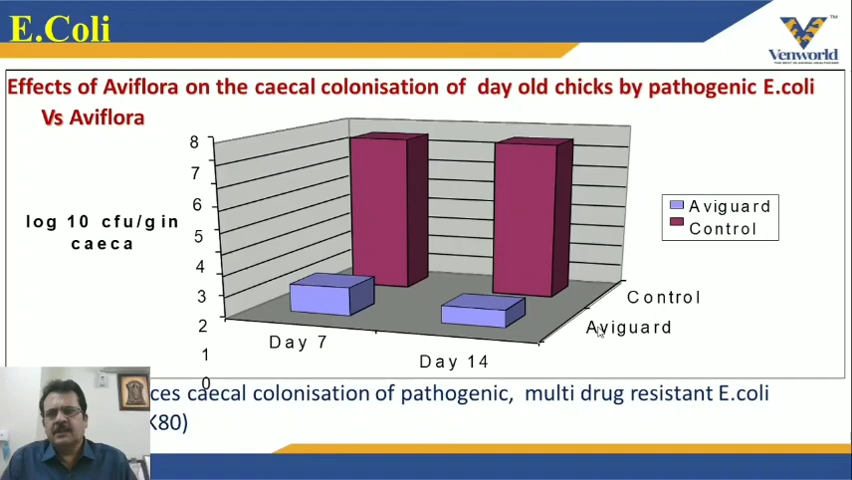 E.Coli
Venworld
Effects of Aviflora on the caecal colonisation of day old chicks by pathogenic E.coli
Vs Aviflora
8
7
6
5
4
3
2
1
0
log 10 cfu/g in
caeca
Aviguard
Control
Control
Aviguard
Day 7
Day 14
ces caecal colonisation of pathogenic, multi drug resistant E.coli
K80)